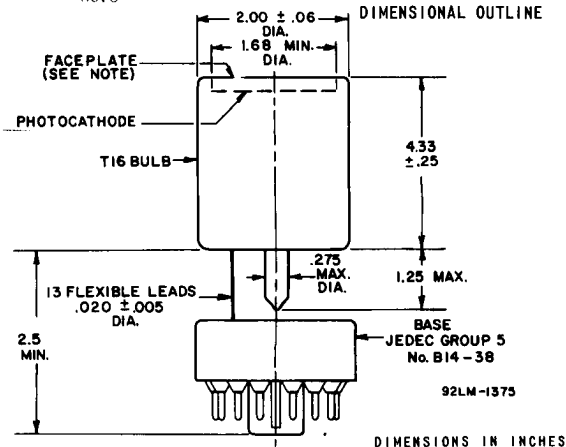 DIMENSIONAL OUTLINE
2.00 ± .06
DIA.
1.68 MIN.
DIA.
FACEPLATE
(SEE NOTE)
PHOTOCATHODE
T16 BULB
4.33
±.25
.275
MAX.
DIA.
1.25 MAX.
13 FLEXIBLE LEADS
.020 ±.005
DIA.
2.5
MIN.
BASE
JEDEC GROUP 5
No. B14-38
92LM-1375
DIMENSIONS IN INCHES